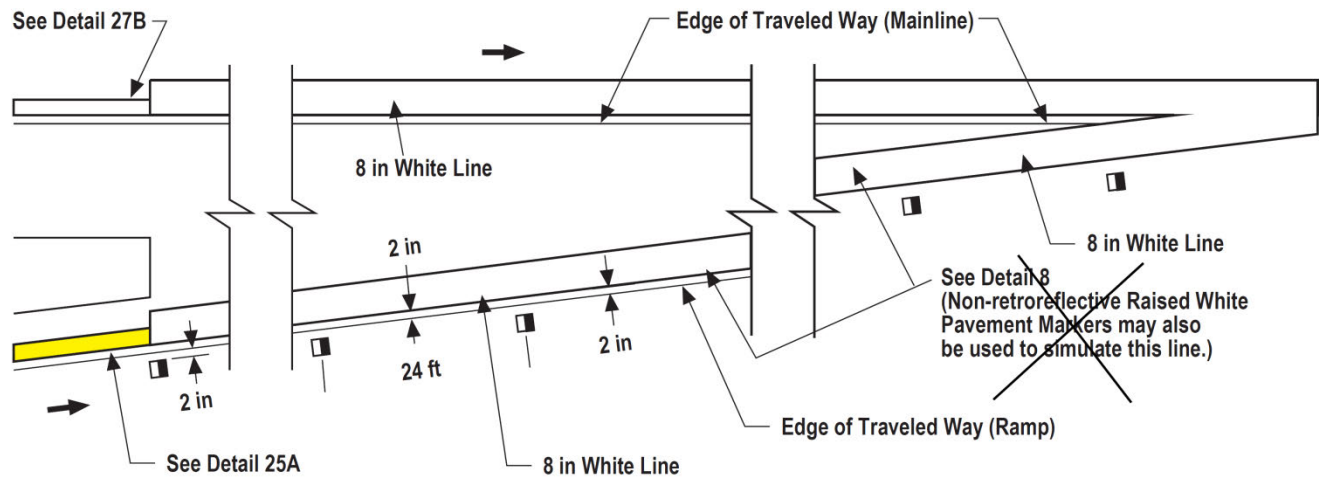 See Detail 27B
Edge of Traveled Way (Mainline)
8 in White Line
2 in
8 in White Line
See Detail 8
(Non-retroreflective Raised White
Pavement Markers may also
be used to simulate this line.)
2 in
24 ft
2 in
Edge of Traveled Way (Ramp)
See Detail 25A
8 in White Line